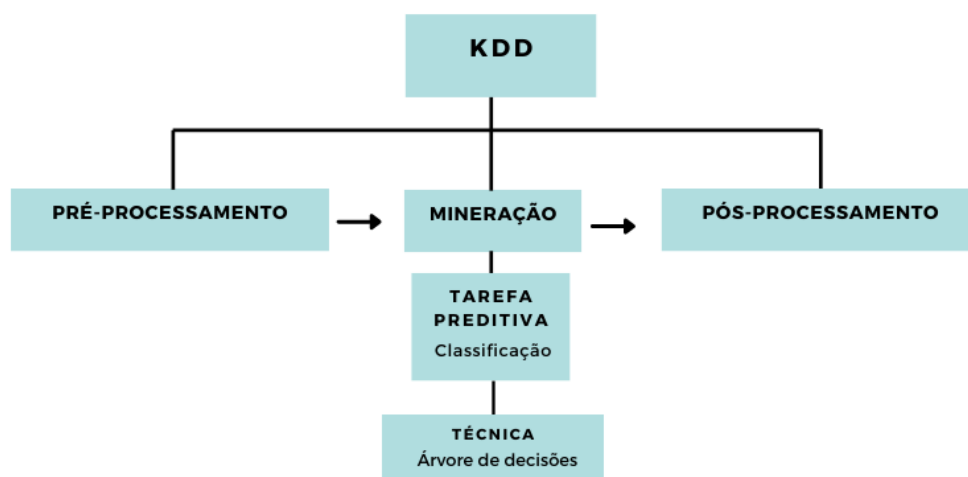 KDD
PRÉ-PROCESSAMENTO
MINERAÇÃO
PÓS-PROCESSAMENTO
TAREFA
PREDITIVA
Classificação
TÉCNICA
Árvore de decisões